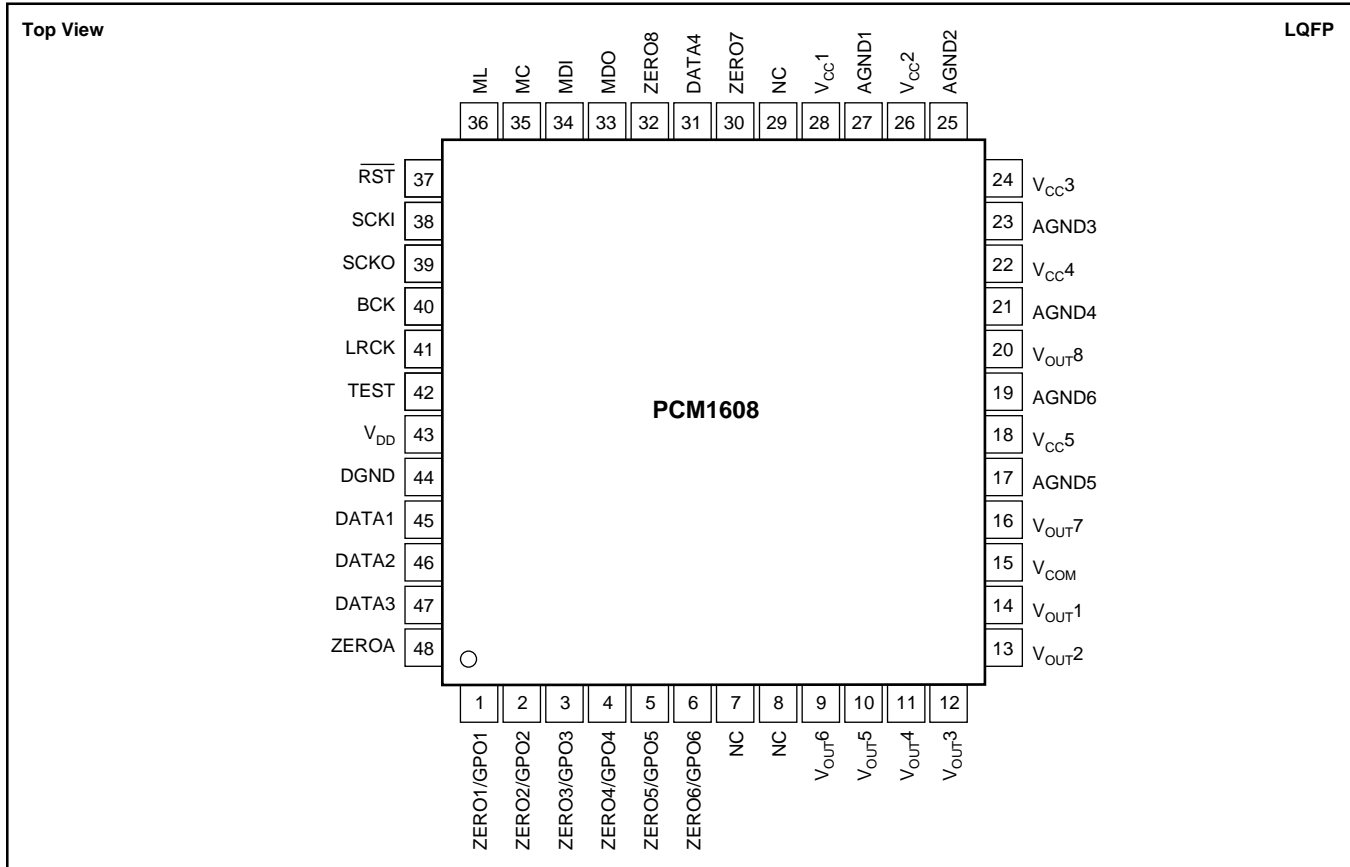 Top View
LQFP
ML
MC
MDI
MDO
ZERO8
DATA4
ZERO7
NC
VCC1
AGND1
VCC2
AGND2
36 35 34 33 32 31 30 29 28 27 26 25
RST 37
SCKI 38
SCKO 39
BCK 40
LRCK 41
TEST 42
VDD 43
DGND 44
DATA1 45
DATA2 46
DATA3 47
ZEROA 48
PCM1608
24 VCC3
23 AGND3
22 VCC4
21 AGND4
20 VOUT8
19 AGND6
18 VCC5
17 AGND5
16 VOUT7
15 VCOM
14 VOUT1
13 VOUT2
1 2 3 4 5 6 7 8 9 10 11 12
ZERO1/GPO1
ZERO2/GPO2
ZERO3/GPO3
ZERO4/GPO4
ZERO5/GPO5
ZERO6/GPO6
NC
NC
VOUT6
VOUT5
VOUT4
VOUT3